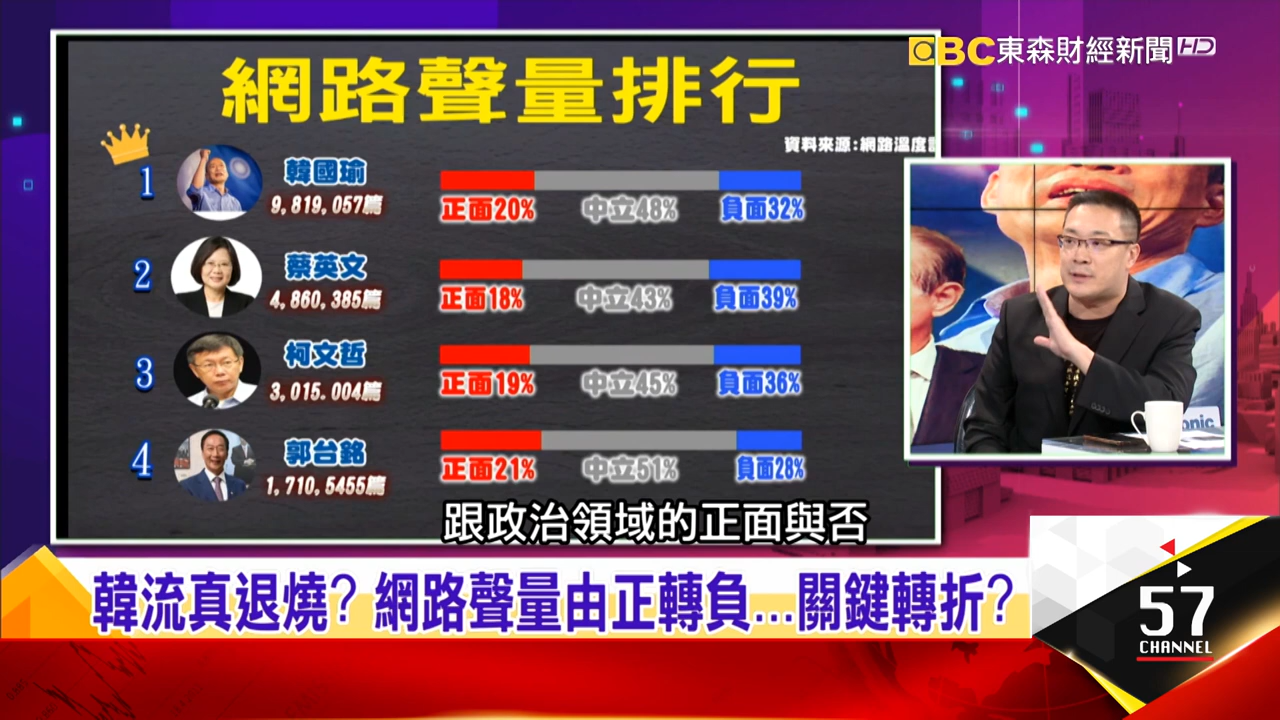 EBC東森財經新聞HD
網路聲量排行
資料來源:網路溫度
1
韓國瑜
9,819,057篇
正面20%
中立48%
負面32%
2
蔡英文
4,860,385篇
正面18%
中立43%
負面39%
3
柯文哲
3,015.004篇
正面19%
中立45%
負面36%
4
郭台銘
1,710,5455篇
正面21%
中立51%
負面28%
onic
跟政治領域的正面與否
韓流真退燒? 網路聲量由正轉負...關鍵轉折?
57
CHANNEL